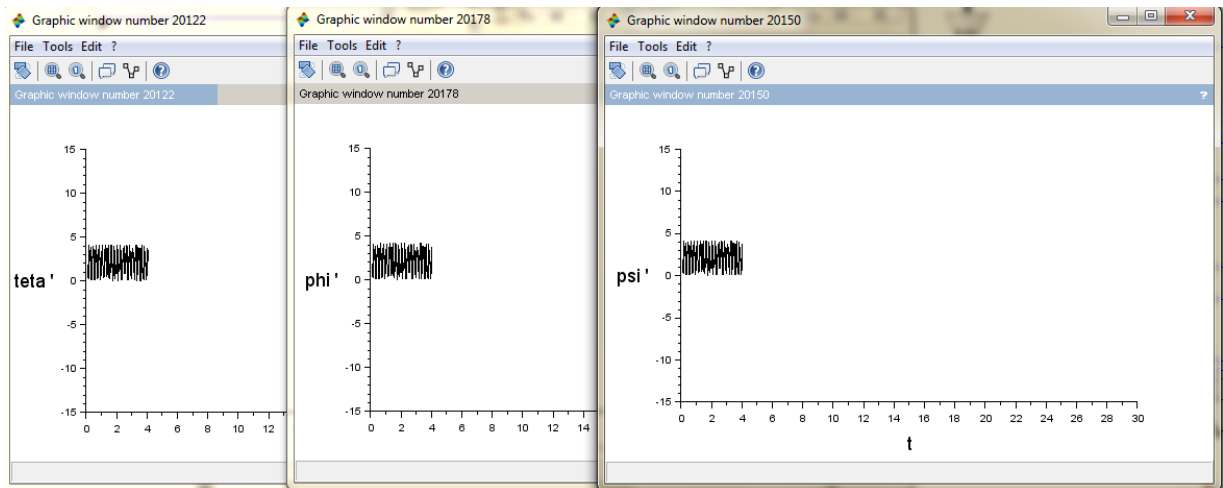 Graphic window number 20122
File Tools Edit ?
Graphic window number 20122
15
10
5
teta ' 0
-5
-10
-15
0 2 4 6 8 10 12
Graphic window number 20178
File Tools Edit ?
Graphic window number 20178
15
10
5
phi ' 0
-5
-10
-15
0 2 4 6 8 10 12 14
Graphic window number 20150
File Tools Edit ?
Graphic window number 20150 ?
15
10
5
psi ' 0
-5
-10
-15
0 2 4 6 8 10 12 14 16 18 20 22 24 26 28 30
t